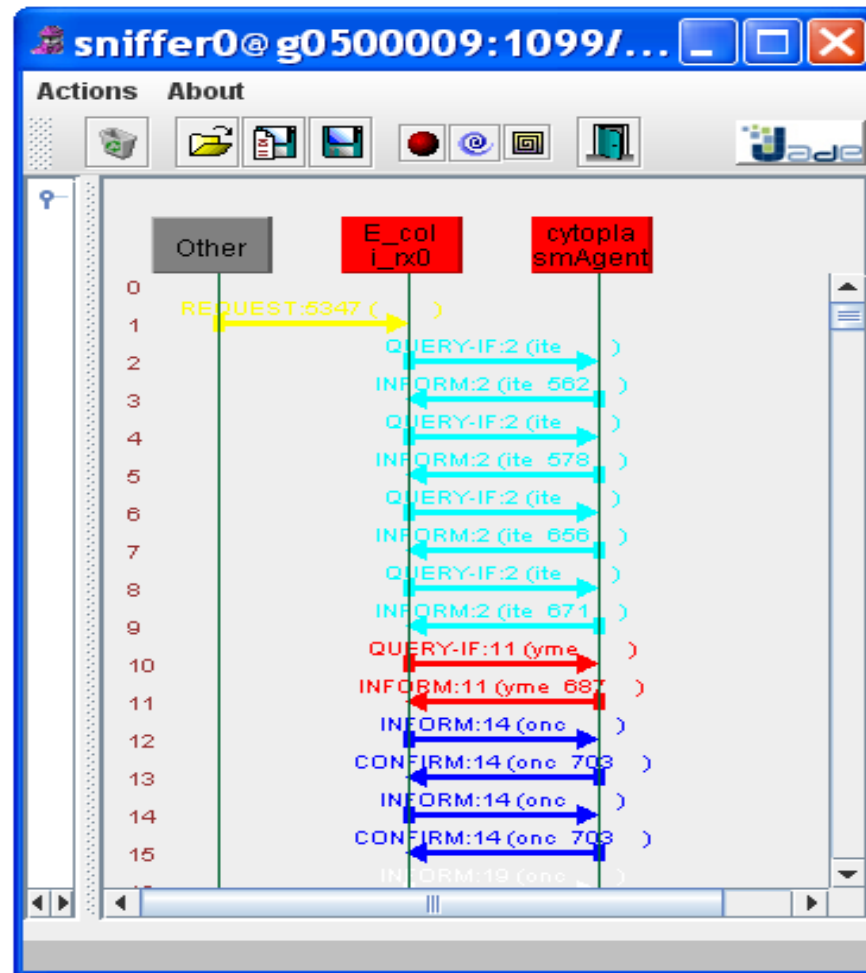 sniffer0@g0500009:1099/...
Actions About
Jade
Other
E_col
i_rx0
cytopla
smAgent
0
REQUEST:5347 ( )
1
QUERY-IF:2 (ite )
2
INFORM:2 (ite 562 )
3
QUERY-IF:2 (ite )
4
INFORM:2 (ite 578 )
5
QUERY-IF:2 (ite )
6
INFORM:2 (ite 656 )
7
QUERY-IF:2 (ite )
8
INFORM:2 (ite 671 )
9
QUERY-IF:11 (yme )
10
INFORM:11 (yme 687 )
11
INFORM:14 (onc )
12
CONFIRM:14 (onc 703 )
13
INFORM:14 (onc )
14
CONFIRM:14 (onc 703 )
15
INFORM:19 (onc )